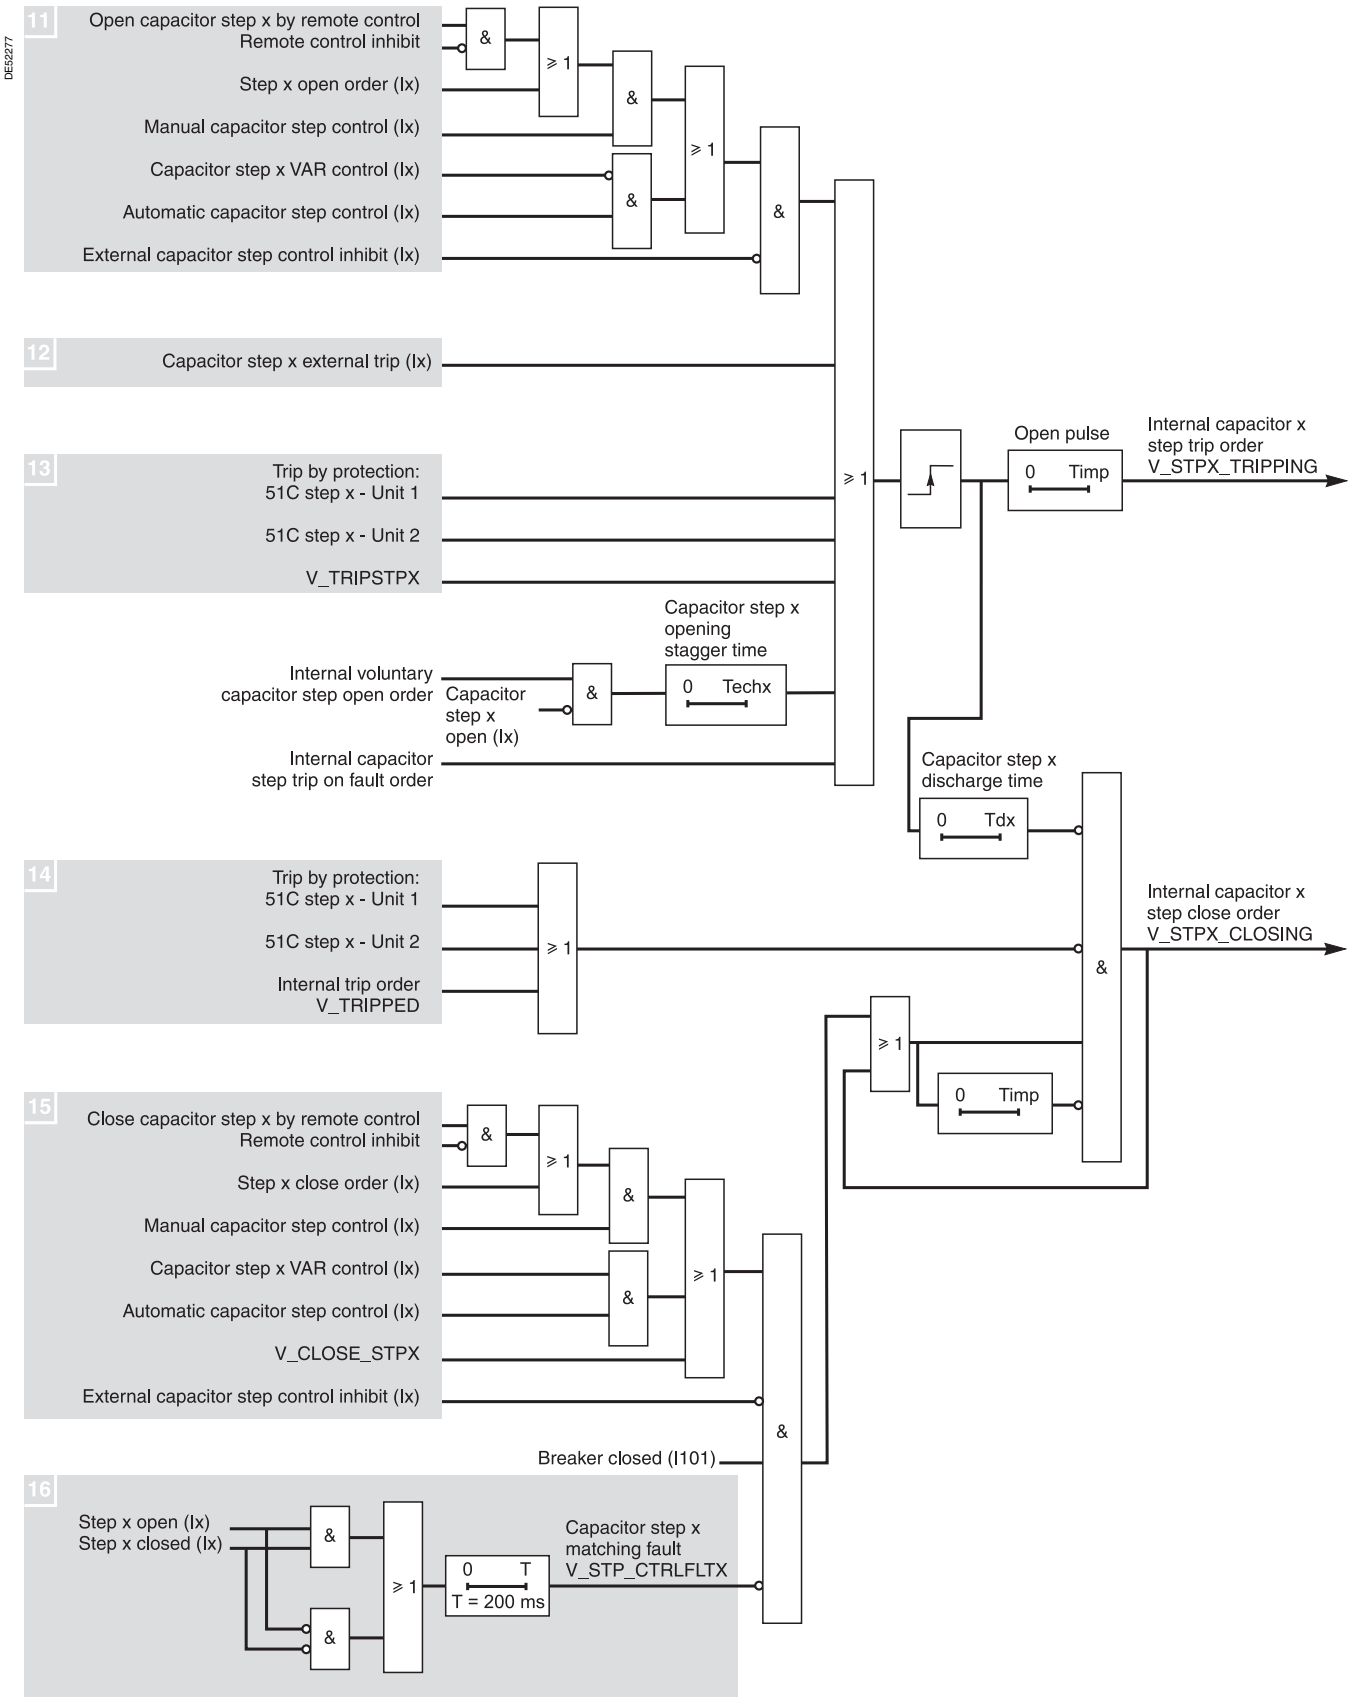 DE52277
11
Open capacitor step x by remote control
Remote control inhibit
&
⩾ 1
Step x open order (Ix)
&
Manual capacitor step control (Ix)
⩾ 1
Capacitor step x VAR control (Ix)
&
Automatic capacitor step control (Ix)
&
External capacitor step control inhibit (Ix)
12
Capacitor step x external trip (Ix)
13
Trip by protection:
51C step x - Unit 1
51C step x - Unit 2
V_TRIPSTPX
⩾ 1
Open pulse
0 Timp
Internal capacitor x
step trip order
V_STPX_TRIPPING
Capacitor step x
opening
stagger time
Internal voluntary
capacitor step open order
Capacitor
step x
open (Ix)
&
0 Techx
Internal capacitor
step trip on fault order
Capacitor step x
discharge time
0 Tdx
14
Trip by protection:
51C step x - Unit 1
51C step x - Unit 2
Internal trip order
V_TRIPPED
⩾ 1
&
Internal capacitor x
step close order
V_STPX_CLOSING
⩾ 1
0 Timp
15
Close capacitor step x by remote control
Remote control inhibit
&
⩾ 1
Step x close order (Ix)
&
Manual capacitor step control (Ix)
Capacitor step x VAR control (Ix)
⩾ 1
&
Automatic capacitor step control (Ix)
V_CLOSE_STPX
External capacitor step control inhibit (Ix)
&
Breaker closed (I101)
16
Step x open (Ix)
Step x closed (Ix)
&
&
⩾ 1
0 T
T = 200 ms
Capacitor step x
matching fault
V_STP_CTRLFLTX